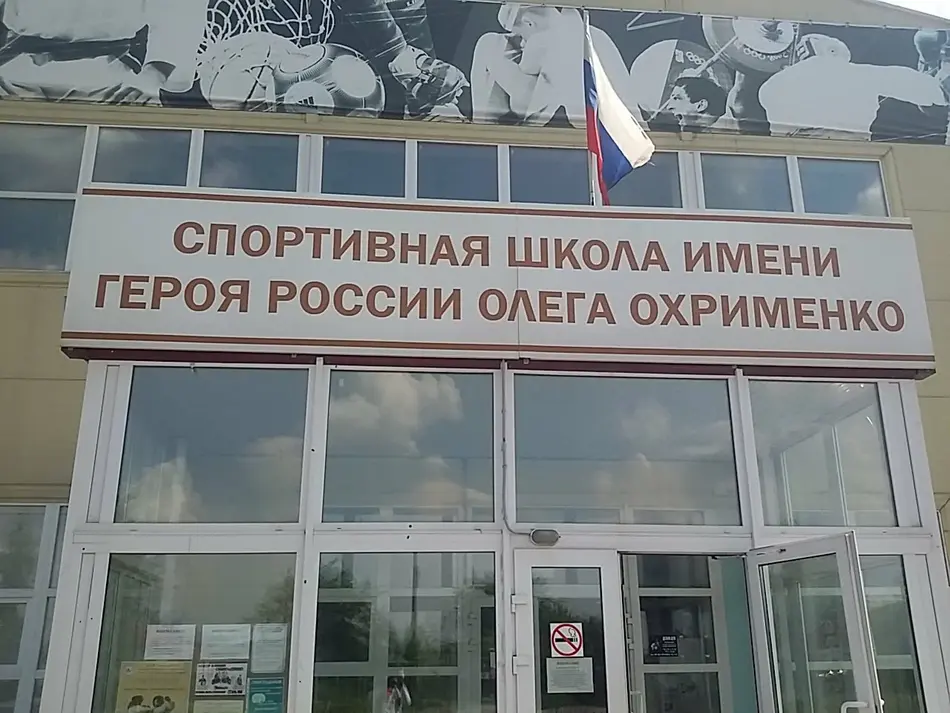 СПОРТИВНАЯ ШКОЛА ИМЕНИ
ГЕРОЯ РОССИИ ОЛЕГА ОХРИМЕНКО